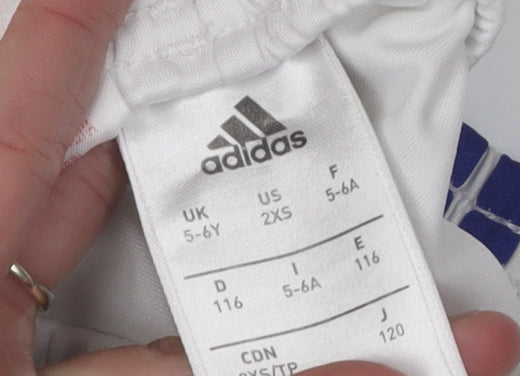 adidas
UK US F
5-6Y 2XS 5-6A
D I E
116 5-6A 116
CDN J
2XS/TP 120